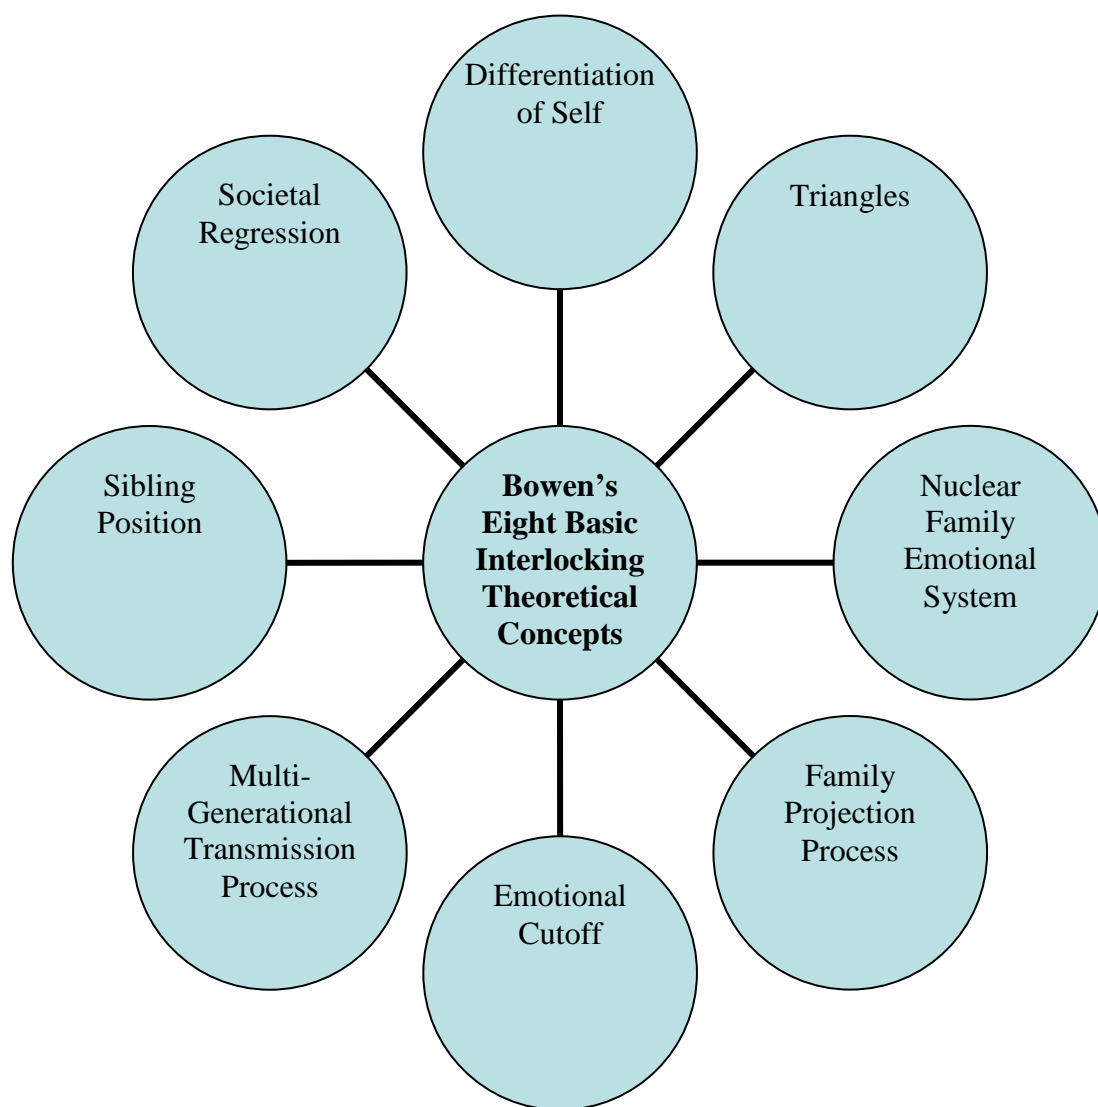 Differentiation
of Self
Triangles
Nuclear
Family
Emotional
System
Family
Projection
Process
Emotional
Cutoff
Multi-
Generational
Transmission
Process
Sibling
Position
Societal
Regression
Bowen’s
Eight Basic
Interlocking
Theoretical
Concepts